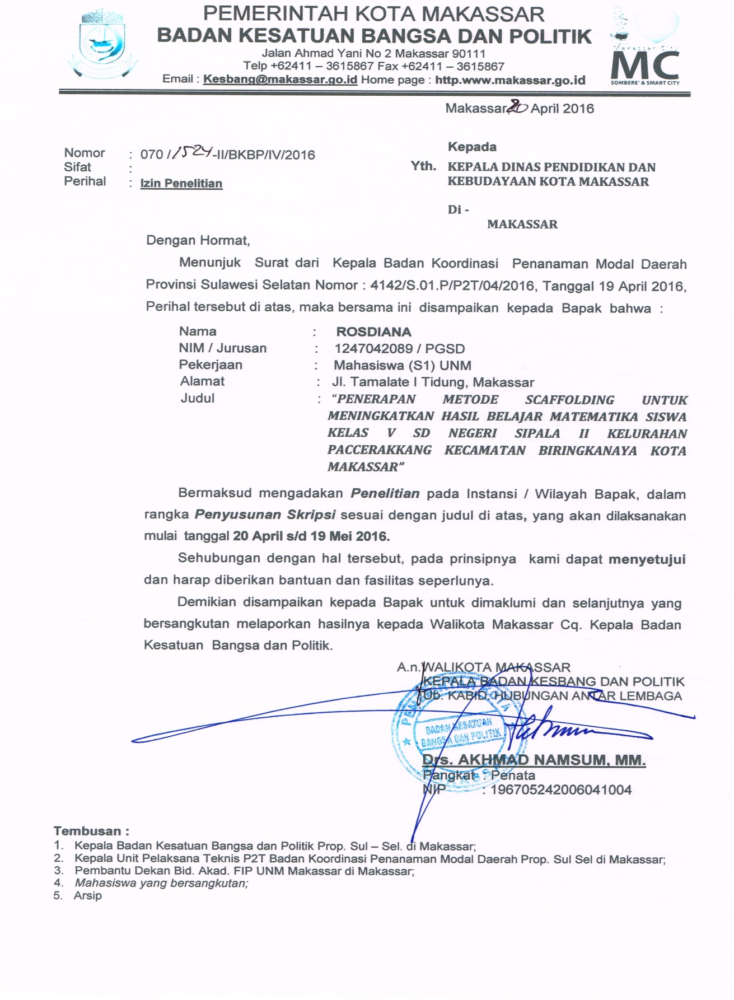 PEMERINTAH KOTA MAKASSAR
BADAN KESATUAN BANGSA DAN POLITIK
Jalan Ahmad Yani No 2 Makassar 90111
Telp +62411 – 3615867 Fax +62411 – 3615867
Email : Kesbang@makassar.go.id Home page : http.www.makassar.go.id
Makassar City
MC
SOMBERE' & SMART CITY
Makassar, 20 April 2016
Nomor : 070 / 1524-II/BKBP/IV/2016
Sifat :
Perihal : Izin Penelitian
Kepada
Yth. KEPALA DINAS PENDIDIKAN DAN
KEBUDAYAAN KOTA MAKASSAR
Di -
MAKASSAR
Dengan Hormat,
Menunjuk Surat dari Kepala Badan Koordinasi Penanaman Modal Daerah
Provinsi Sulawesi Selatan Nomor : 4142/S.01.P/P2T/04/2016, Tanggal 19 April 2016,
Perihal tersebut di atas, maka bersama ini disampaikan kepada Bapak bahwa :
Nama : ROSDIANA
NIM / Jurusan : 1247042089 / PGSD
Pekerjaan : Mahasiswa (S1) UNM
Alamat : Jl. Tamalate I Tidung, Makassar
Judul : “PENERAPAN METODE SCAFFOLDING UNTUK
MENINGKATKAN HASIL BELAJAR MATEMATIKA SISWA
KELAS V SD NEGERI SIPALA II KELURAHAN
PACCERAKKANG KECAMATAN BIRINGKANAYA KOTA
MAKASSAR”
Bermaksud mengadakan Penelitian pada Instansi / Wilayah Bapak, dalam
rangka Penyusunan Skripsi sesuai dengan judul di atas, yang akan dilaksanakan
mulai tanggal 20 April s/d 19 Mei 2016.
Sehubungan dengan hal tersebut, pada prinsipnya kami dapat menyetujui
dan harap diberikan bantuan dan fasilitas seperlunya.
Demikian disampaikan kepada Bapak untuk dimaklumi dan selanjutnya yang
bersangkutan melaporkan hasilnya kepada Walikota Makassar Cq. Kepala Badan
Kesatuan Bangsa dan Politik.
A.n. WALIKOTA MAKASSAR
KEPALA BADAN KESBANG DAN POLITIK
Ub. KABID. HUBUNGAN ANTAR LEMBAGA
PEMERINTAH KOTA
BADAN KESATUAN
BANGSA DAN POLITIK
MAKASSAR
Drs. AKHMAD NAMSUM, MM.
Pangkat : Penata
NIP : 196705242006041004
Tembusan :
1. Kepala Badan Kesatuan Bangsa dan Politik Prop. Sul – Sel. di Makassar;
2. Kepala Unit Pelaksana Teknis P2T Badan Koordinasi Penanaman Modal Daerah Prop. Sul Sel di Makassar;
3. Pembantu Dekan Bid. Akad. FIP UNM Makassar di Makassar;
4. Mahasiswa yang bersangkutan;
5. Arsip